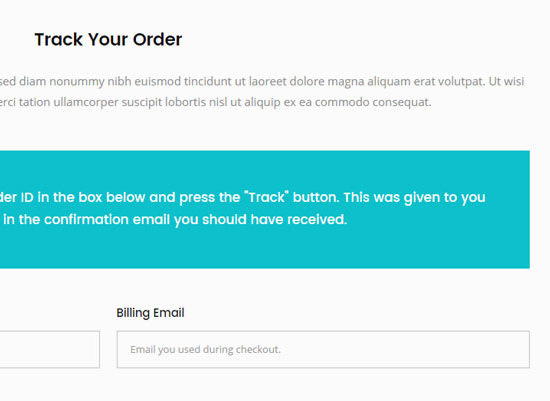 Track Your Order
sed diam nonummy nibh euismod tincidunt ut laoreet dolore magna aliquam erat volutpat. Ut wisi
tation ullamcorper suscipit lobortis nisl ut aliquip ex ea commodo consequat.
ID in the box below and press the "Track" button. This was given to you
in the confirmation email you should have received.
Billing Email
Email you used during checkout.